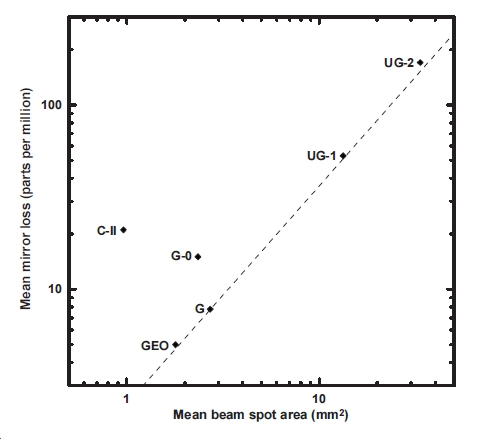 UG-2
100
UG-1
C-II
G-0
10
G
GEO
1
10
Mean beam spot area (mm²)
Mean mirror loss (parts per million)